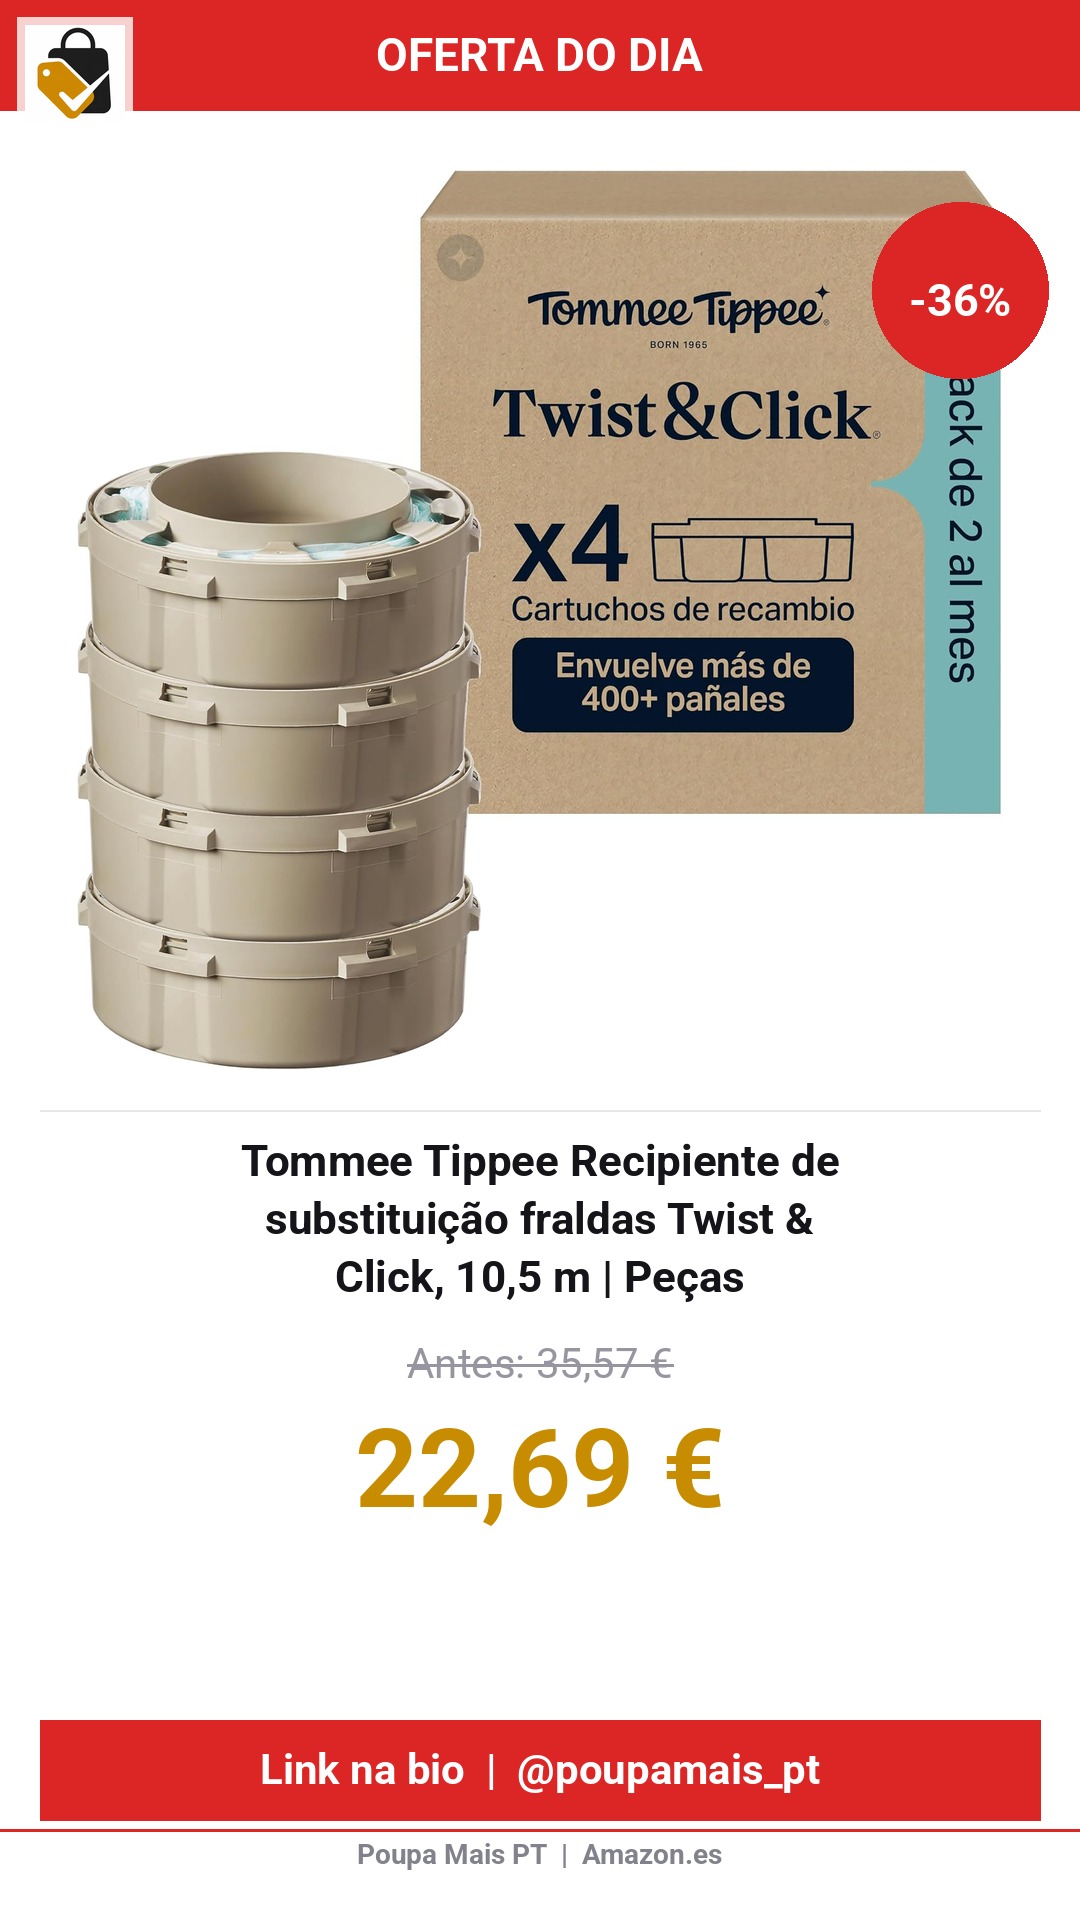 OFERTA DO DIA
-36%
Tommee Tippee
BORN 1965
Twist&Click®
x4
Cartuchos de recambio
Envuelve más de
400+ pañales
de 2 al mes
Tommee Tippee Recipiente de
substituição fraldas Twist &
Click, 10,5 m | Peças
Antes: 35,57 €
22,69 €
Link na bio | @poupamais_pt
Poupa Mais PT | Amazon.es